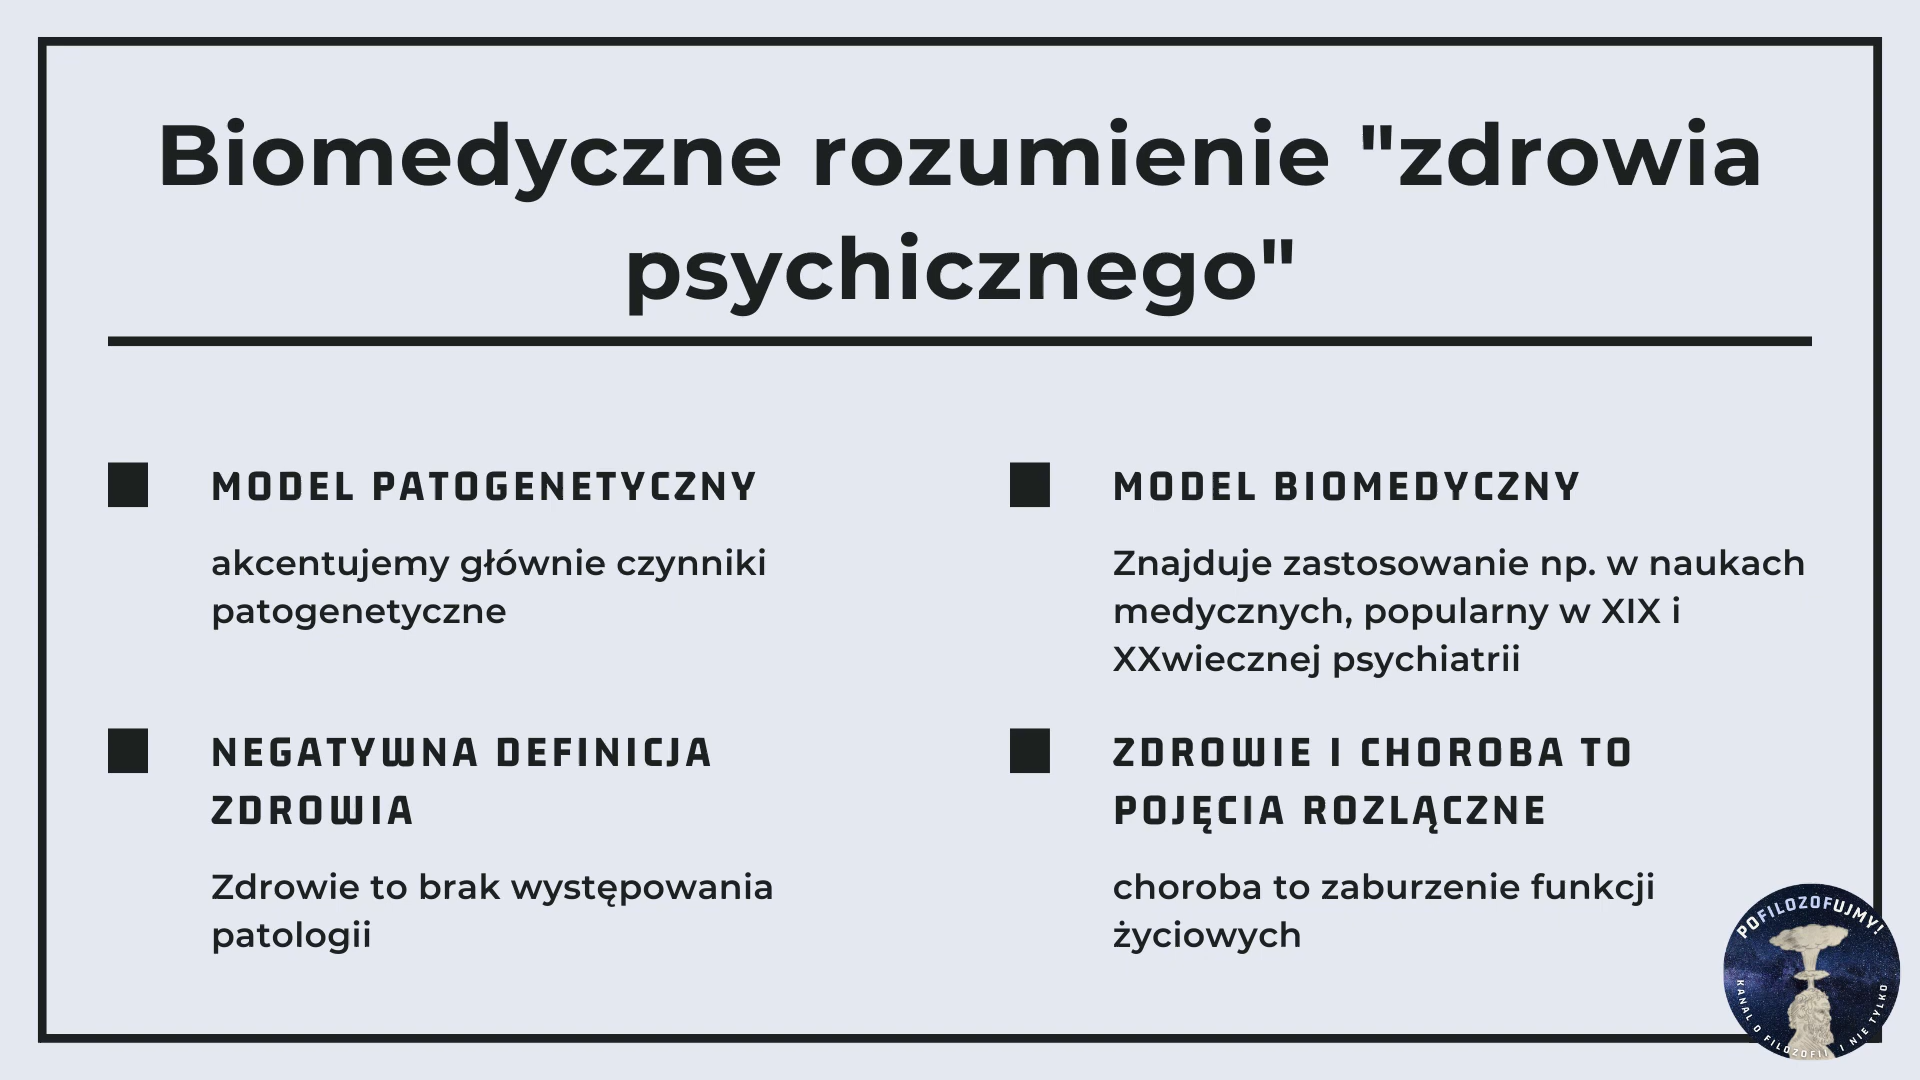 Biomedyczne rozumienie "zdrowia
psychicznego"
MODEL PATOGENETYCZNY
akcentujemy głównie czynniki
patogenetyczne
MODEL BIOMEDYCZNY
Znajduje zastosowanie np. w naukach
medycznych, popularny w XIX i
XXwiecznej psychiatrii
NEGATYWNA DEFINICJA
ZDROWIA
Zdrowie to brak występowania
patologii
ZDROWIE I CHOROBA TO
POJĘCIA ROZLĄCZNE
choroba to zaburzenie funkcji
życiowych
POFILOZOFUJMY!
KANAŁ O FILOZOFII I NIE TYLKO